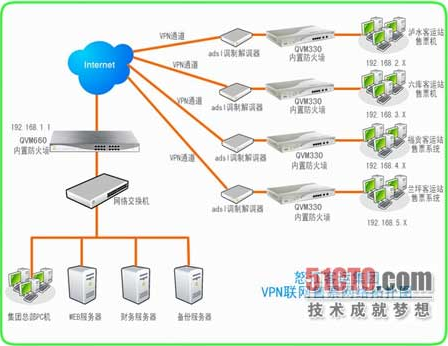 VPN通道
泸水客运站
售票机
adsl调制解调器
QVM330
内置防火墙
Internet
VPN通道
192.168.2.X
六库客运站
售票机
adsl调制解调器
QVM330
内置防火墙
192.168.3.X
VPN通道
192.168.1.1
QVM660
内置防火墙
福贡客运站
售票系统
adsl调制解调器
QVM330
内置防火墙
192.168.4.X
VPN通道
网络交换机
兰坪客运站
售票系统
adsl调制解调器
QVM330
内置防火墙
192.168.5.X
51CTO.com
技术成就梦想
VPN联网
集团总部PC机
WEB服务器
财务服务器
备份服务器